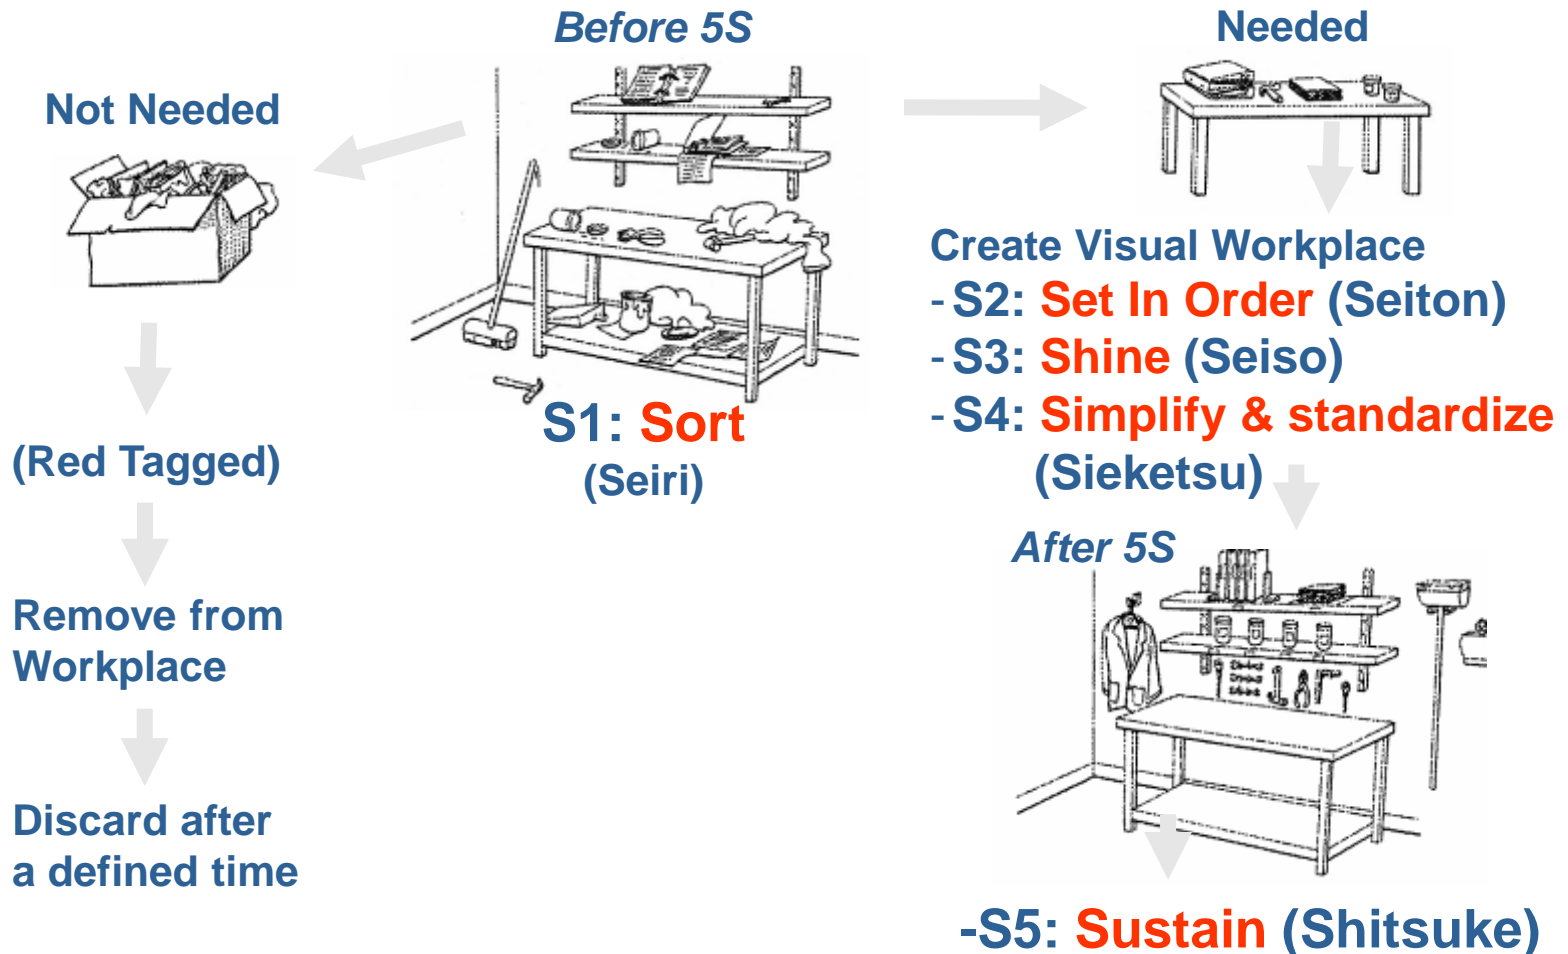 Before 5S
Needed
Not Needed
Create Visual Workplace
- S2: Set In Order (Seiton)
- S3: Shine (Seiso)
- S4: Simplify & standardize
(Sieketsu)
S1: Sort
(Seiri)
(Red Tagged)
Remove from
Workplace
Discard after
a defined time
After 5S
-S5: Sustain (Shitsuke)